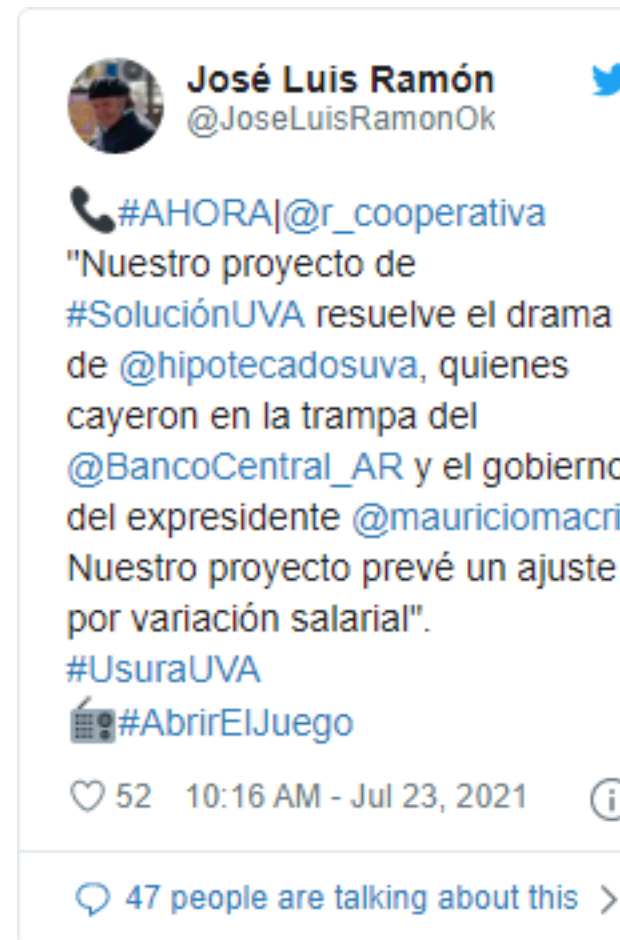 José Luis Ramón
@JoseLuisRamonOk
#AHORA|@r_cooperativa
"Nuestro proyecto de
#SoluciónUVA resuelve el drama
de @hipotecadosuva, quienes
cayeron en la trampa del
@BancoCentral_AR y el gobierno
del expresidente @mauriciomacri
Nuestro proyecto prevé un ajuste
por variación salarial".
#UsuraUVA
#AbrirElJuego
52 10:16 AM - Jul 23, 2021
47 people are talking about this